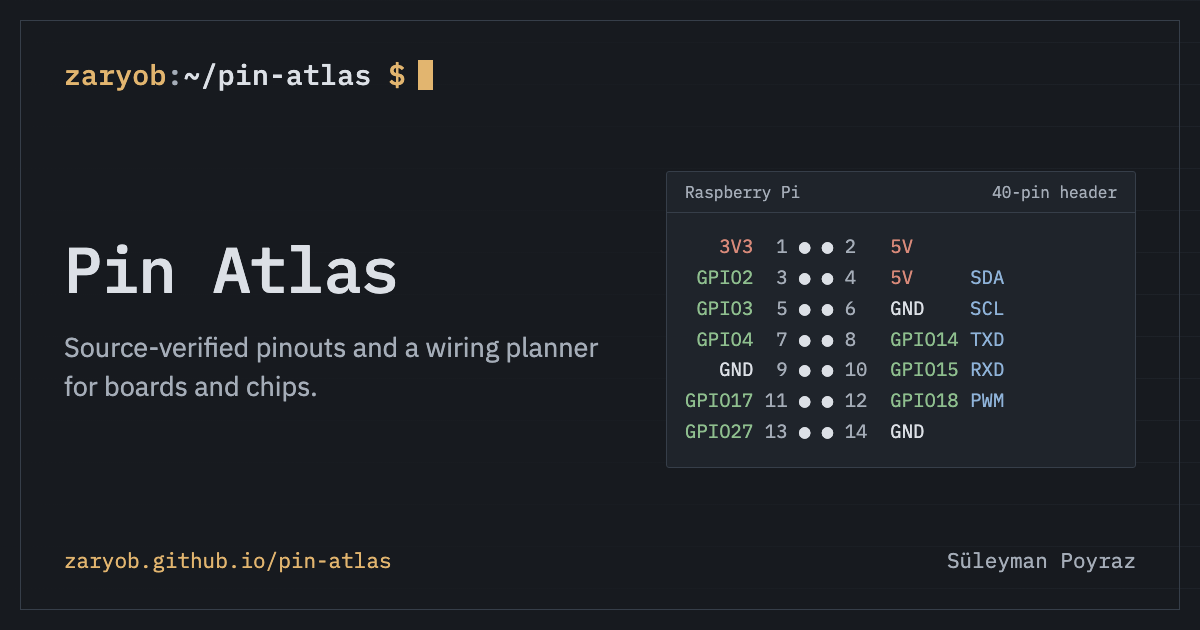 zaryob:~/pin-atlas $
Pin Atlas
Source-verified pinouts and a wiring planner
for boards and chips.
Raspberry Pi 40-pin header
3V3 1 ● ● 2 5V
GPIO2 3 ● ● 4 5V SDA
GPIO3 5 ● ● 6 GND SCL
GPIO4 7 ● ● 8 GPIO14 TXD
GND 9 ● ● 10 GPIO15 RXD
GPIO17 11 ● ● 12 GPIO18 PWM
GPIO27 13 ● ● 14 GND
zaryob.github.io/pin-atlas
Süleyman Poyraz